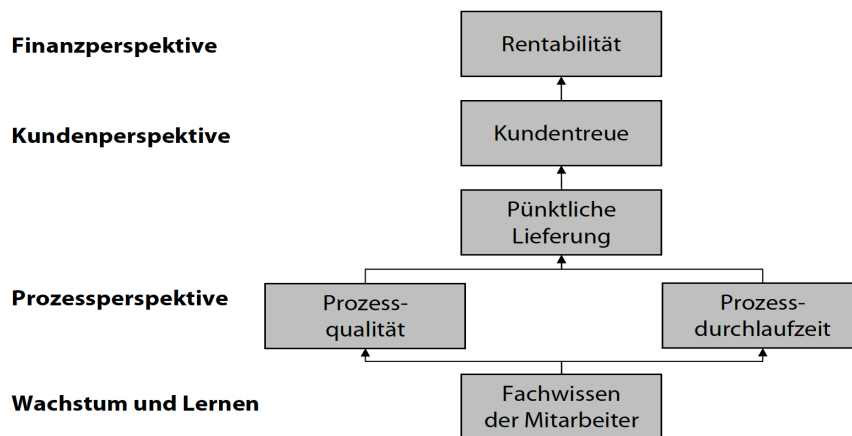 Finanzperspektive
Rentabilität
Kundenperspektive
Kundentreue
Pünktliche
Lieferung
Prozessperspektive
Prozess-
qualität
Prozess-
durchlaufzeit
Wachstum und Lernen
Fachwissen
der Mitarbeiter